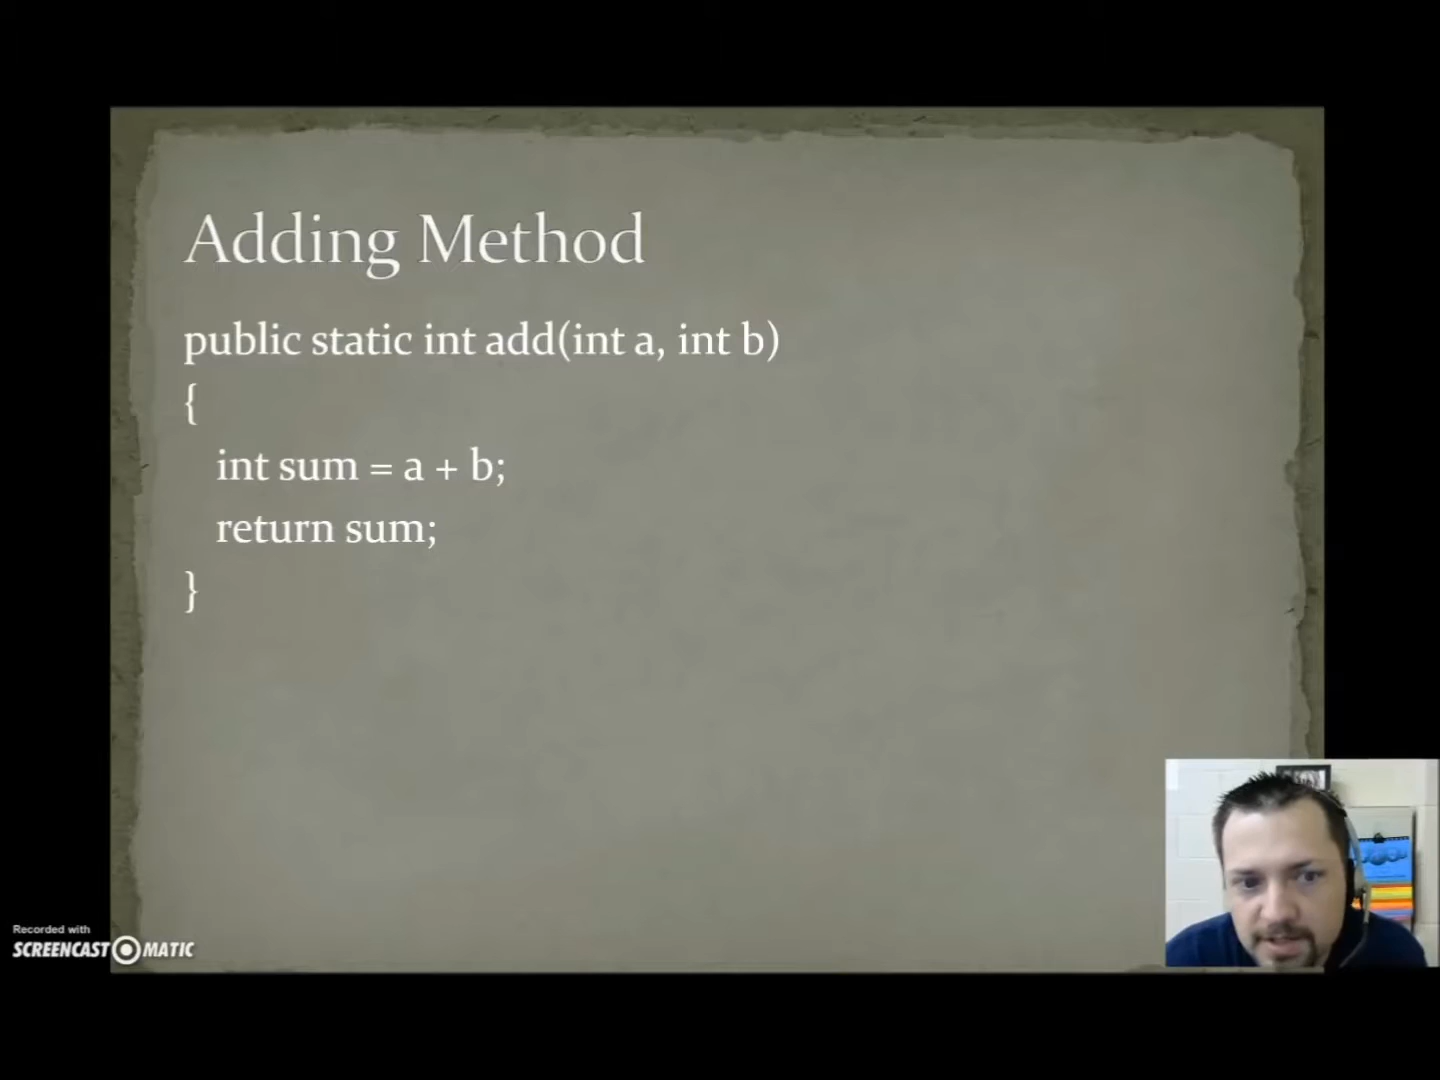 Adding Method
public static int add(int a, int b)
{
int sum = a + b;
return sum;
}
Recorded with
SCREENCAST MATIC